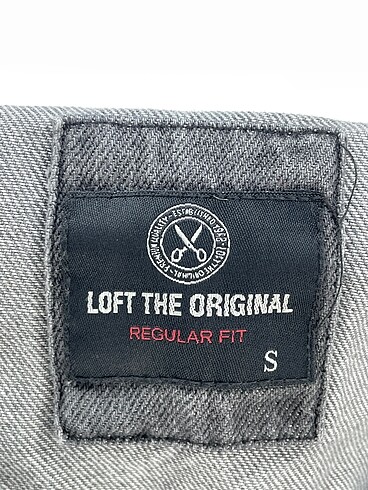 LOFT THE ORIGINAL
REGULAR FIT
S